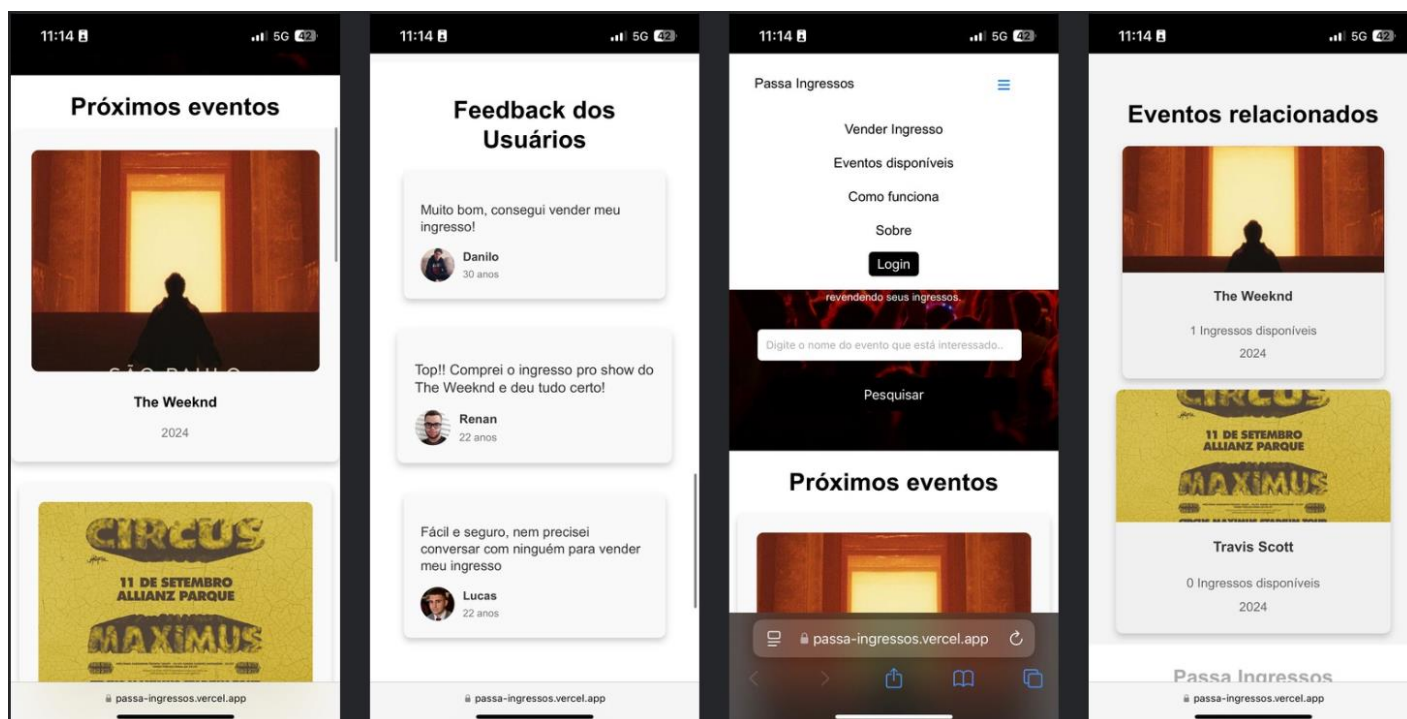 11:14
5G 42
Próximos eventos
SÃO PAULO
The Weeknd
2024
CIRCUS
11 DE SETEMBRO
ALLIANZ PARQUE
MAXIMUS
passa-ingressos.vercel.app
11:14
5G 42
Feedback dos
Usuários
Muito bom, consegui vender meu
ingresso!
Danilo
30 anos
Top!! Comprei o ingresso pro show do
The Weeknd e deu tudo certo!
Renan
22 anos
Fácil e seguro, nem precisei
conversar com ninguém para vender
meu ingresso
Lucas
22 anos
passa-ingressos.vercel.app
11:14
5G 42
Passa Ingressos
Vender Ingresso
Eventos disponíveis
Como funciona
Sobre
Login
revendendo seus ingressos.
Digite o nome do evento que está interessado..
Pesquisar
Próximos eventos
passa-ingressos.vercel.app
11:14
5G 42
Eventos relacionados
The Weeknd
1 Ingressos disponíveis
2024
CIRCUS
11 DE SETEMBRO
ALLIANZ PARQUE
MAXIMUS
CIRCUS MAXIMUS STADIUM TOUR
Travis Scott
0 Ingressos disponíveis
2024
Passa Ingressos
passa-ingressos.vercel.app